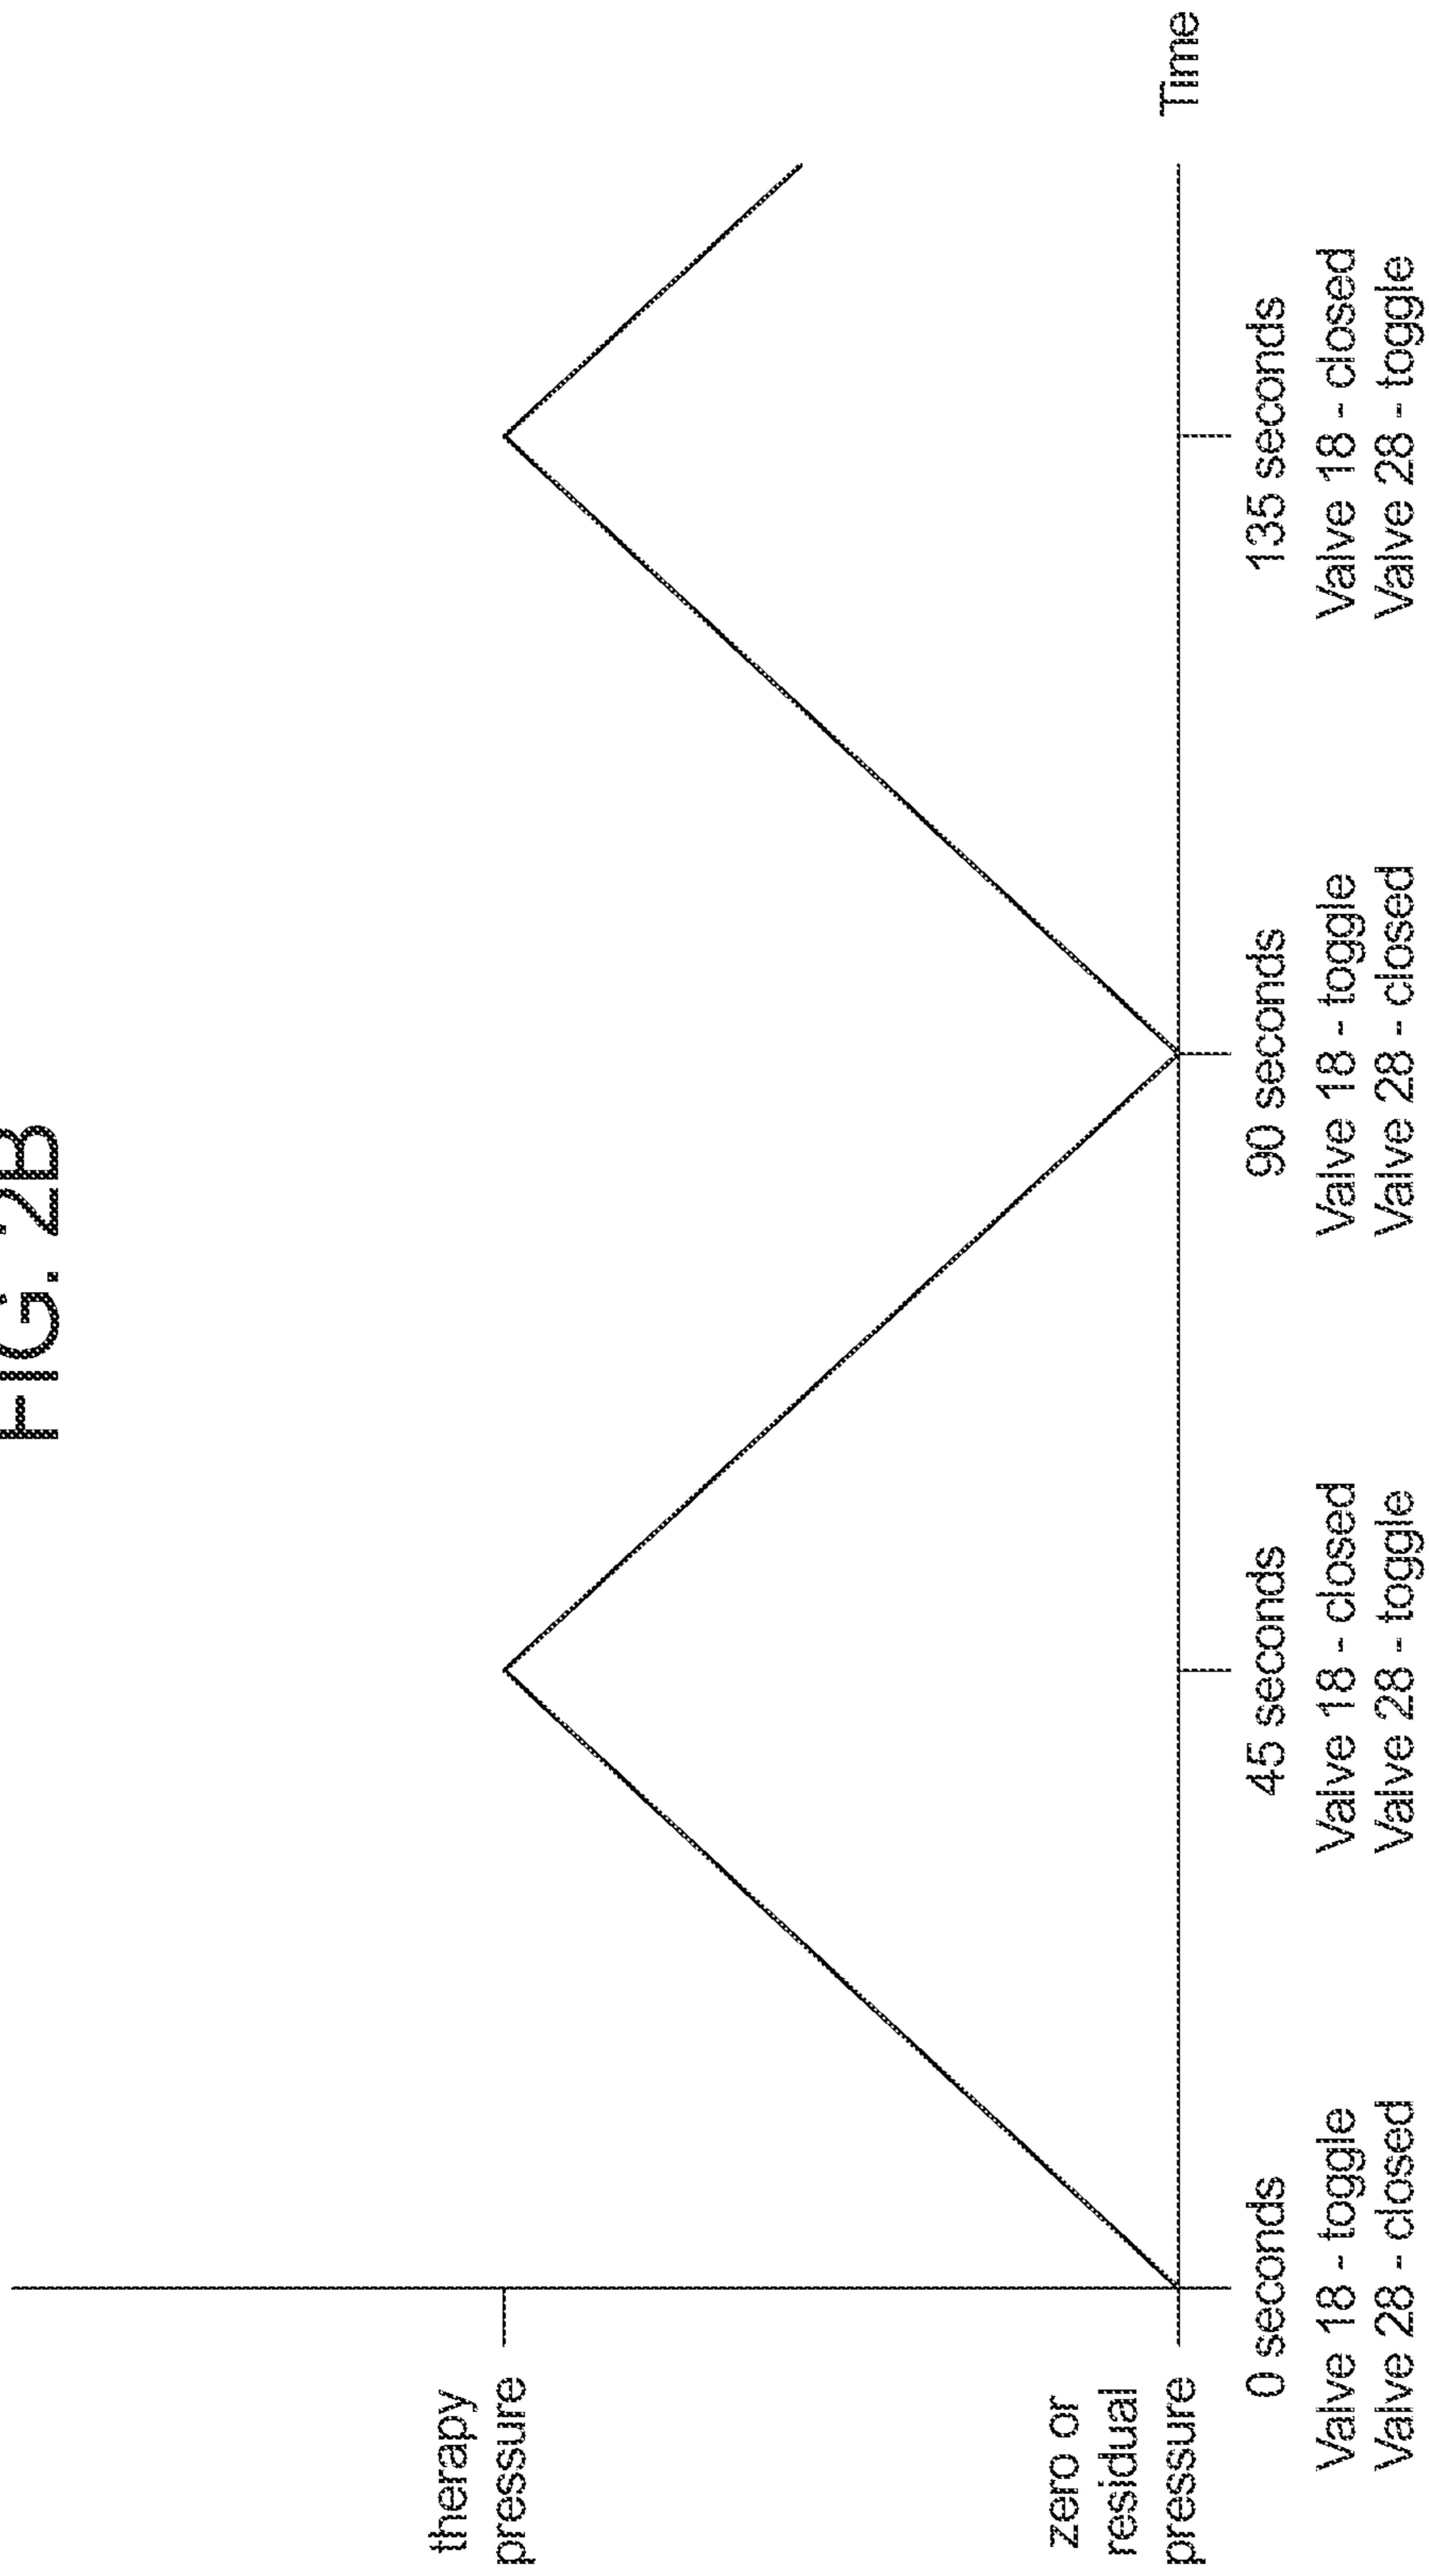 FIG. 2B
therapy
pressure
zero or
residual
pressure
Time
0 seconds
Valve 18 - toggle
Valve 28 - closed
45 seconds
Valve 18 - closed
Valve 28 - toggle
90 seconds
Valve 18 - toggle
Valve 28 - closed
135 seconds
Valve 18 - closed
Valve 28 - toggle